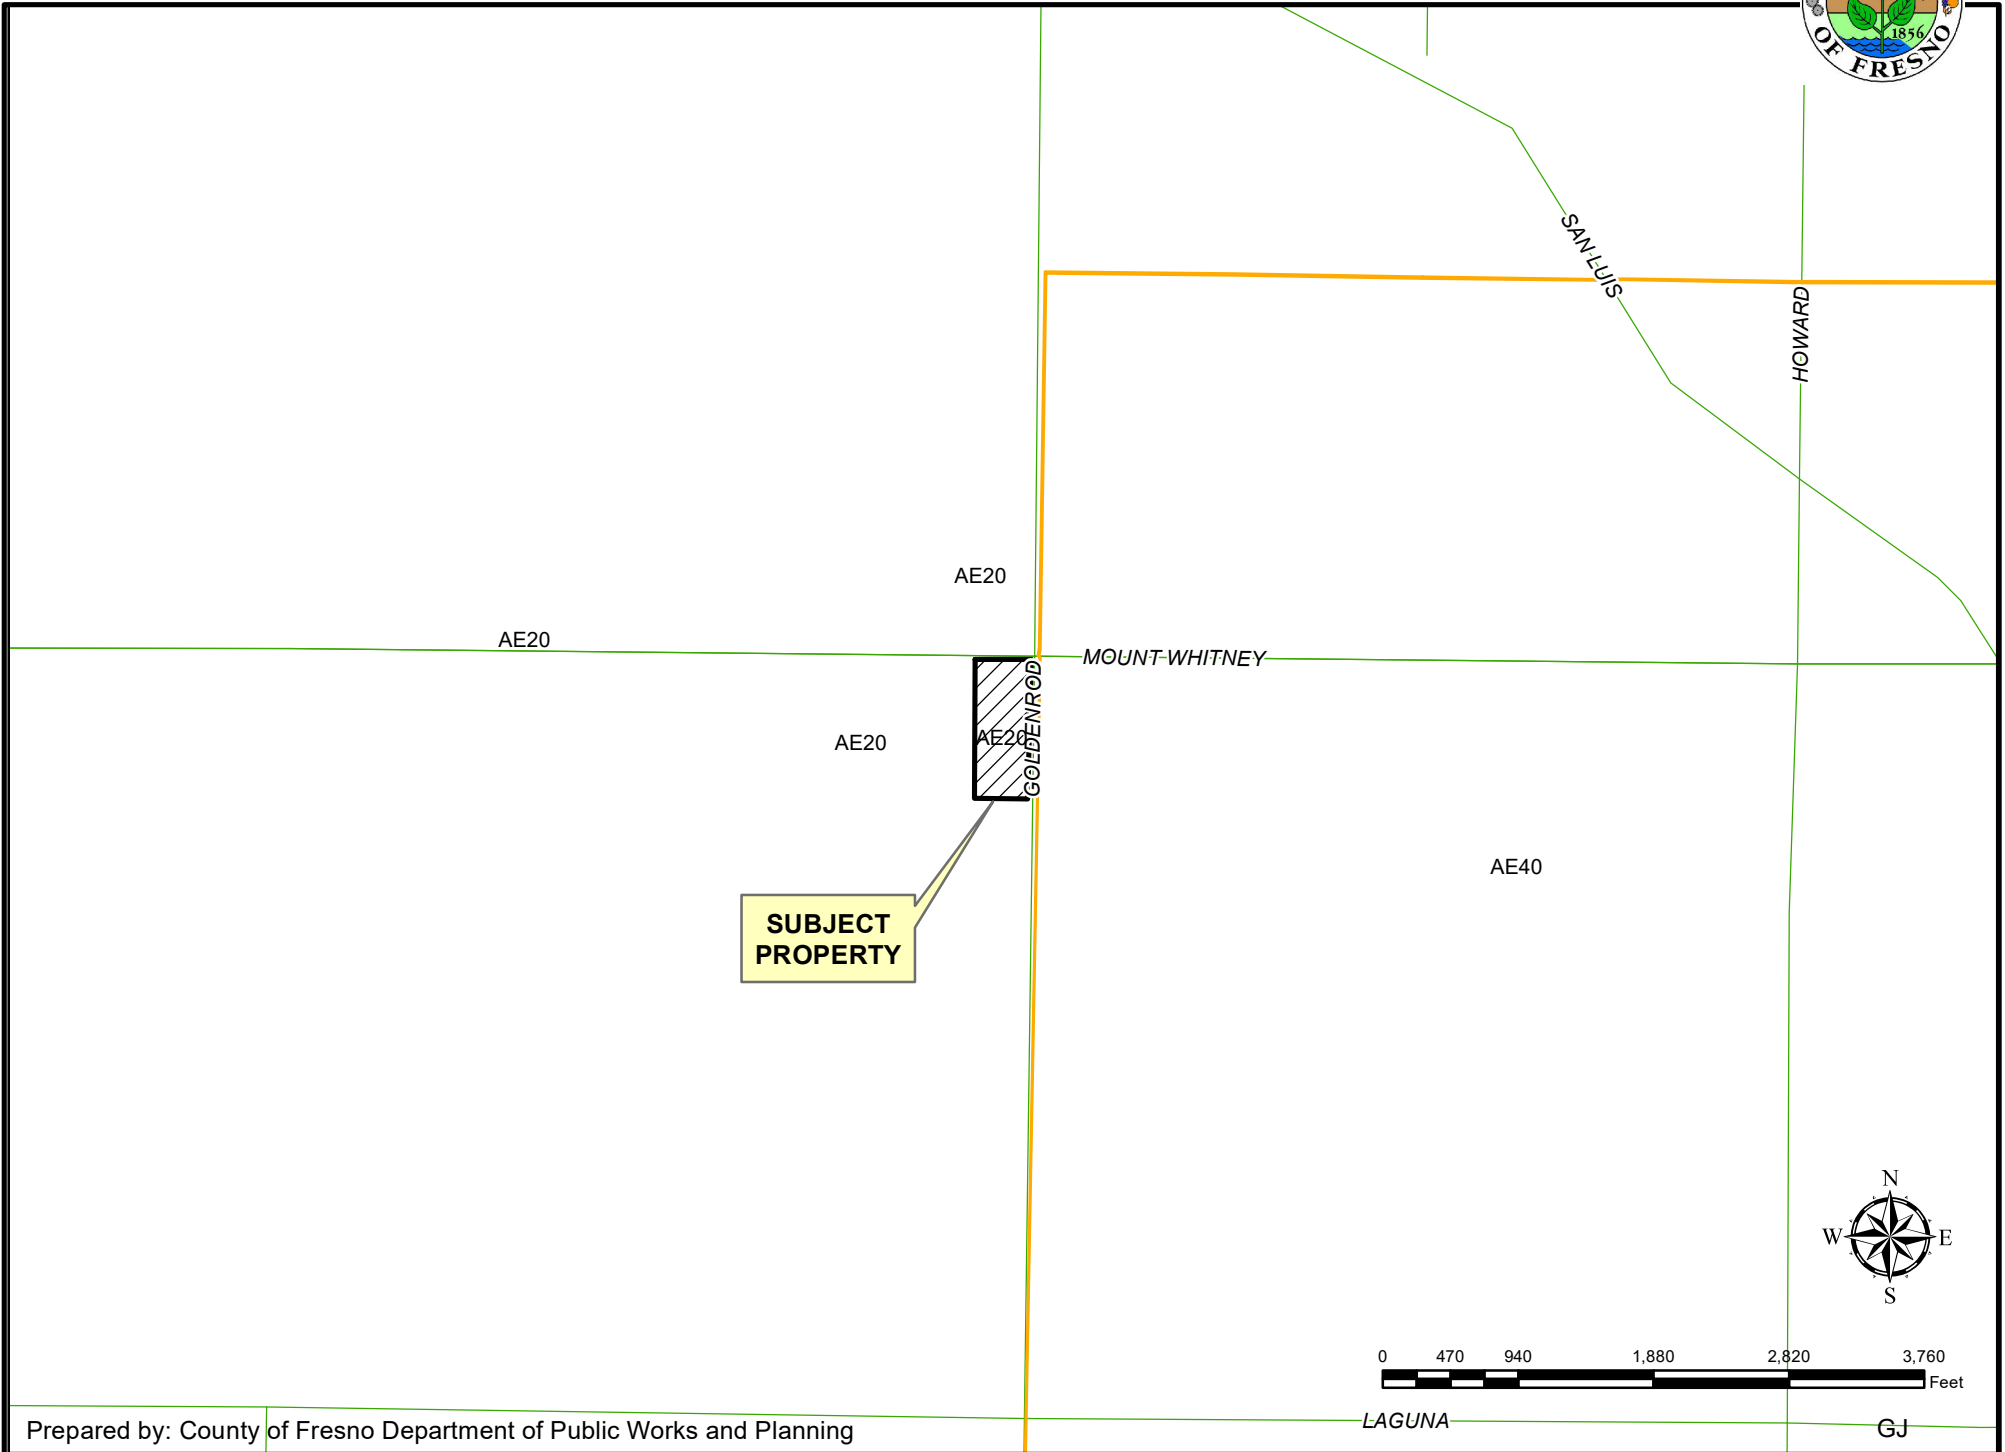 1856
OF FRESNO
SAN LUIS
HOWARD
AE20
AE20
MOUNT WHITNEY
GOLDENROD
AE20
AE20
AE40
SUBJECT
PROPERTY
N
W
E
S
0 470 940 1,880 2,820 3,760
Feet
LAGUNA
Prepared by: County of Fresno Department of Public Works and Planning
GJ